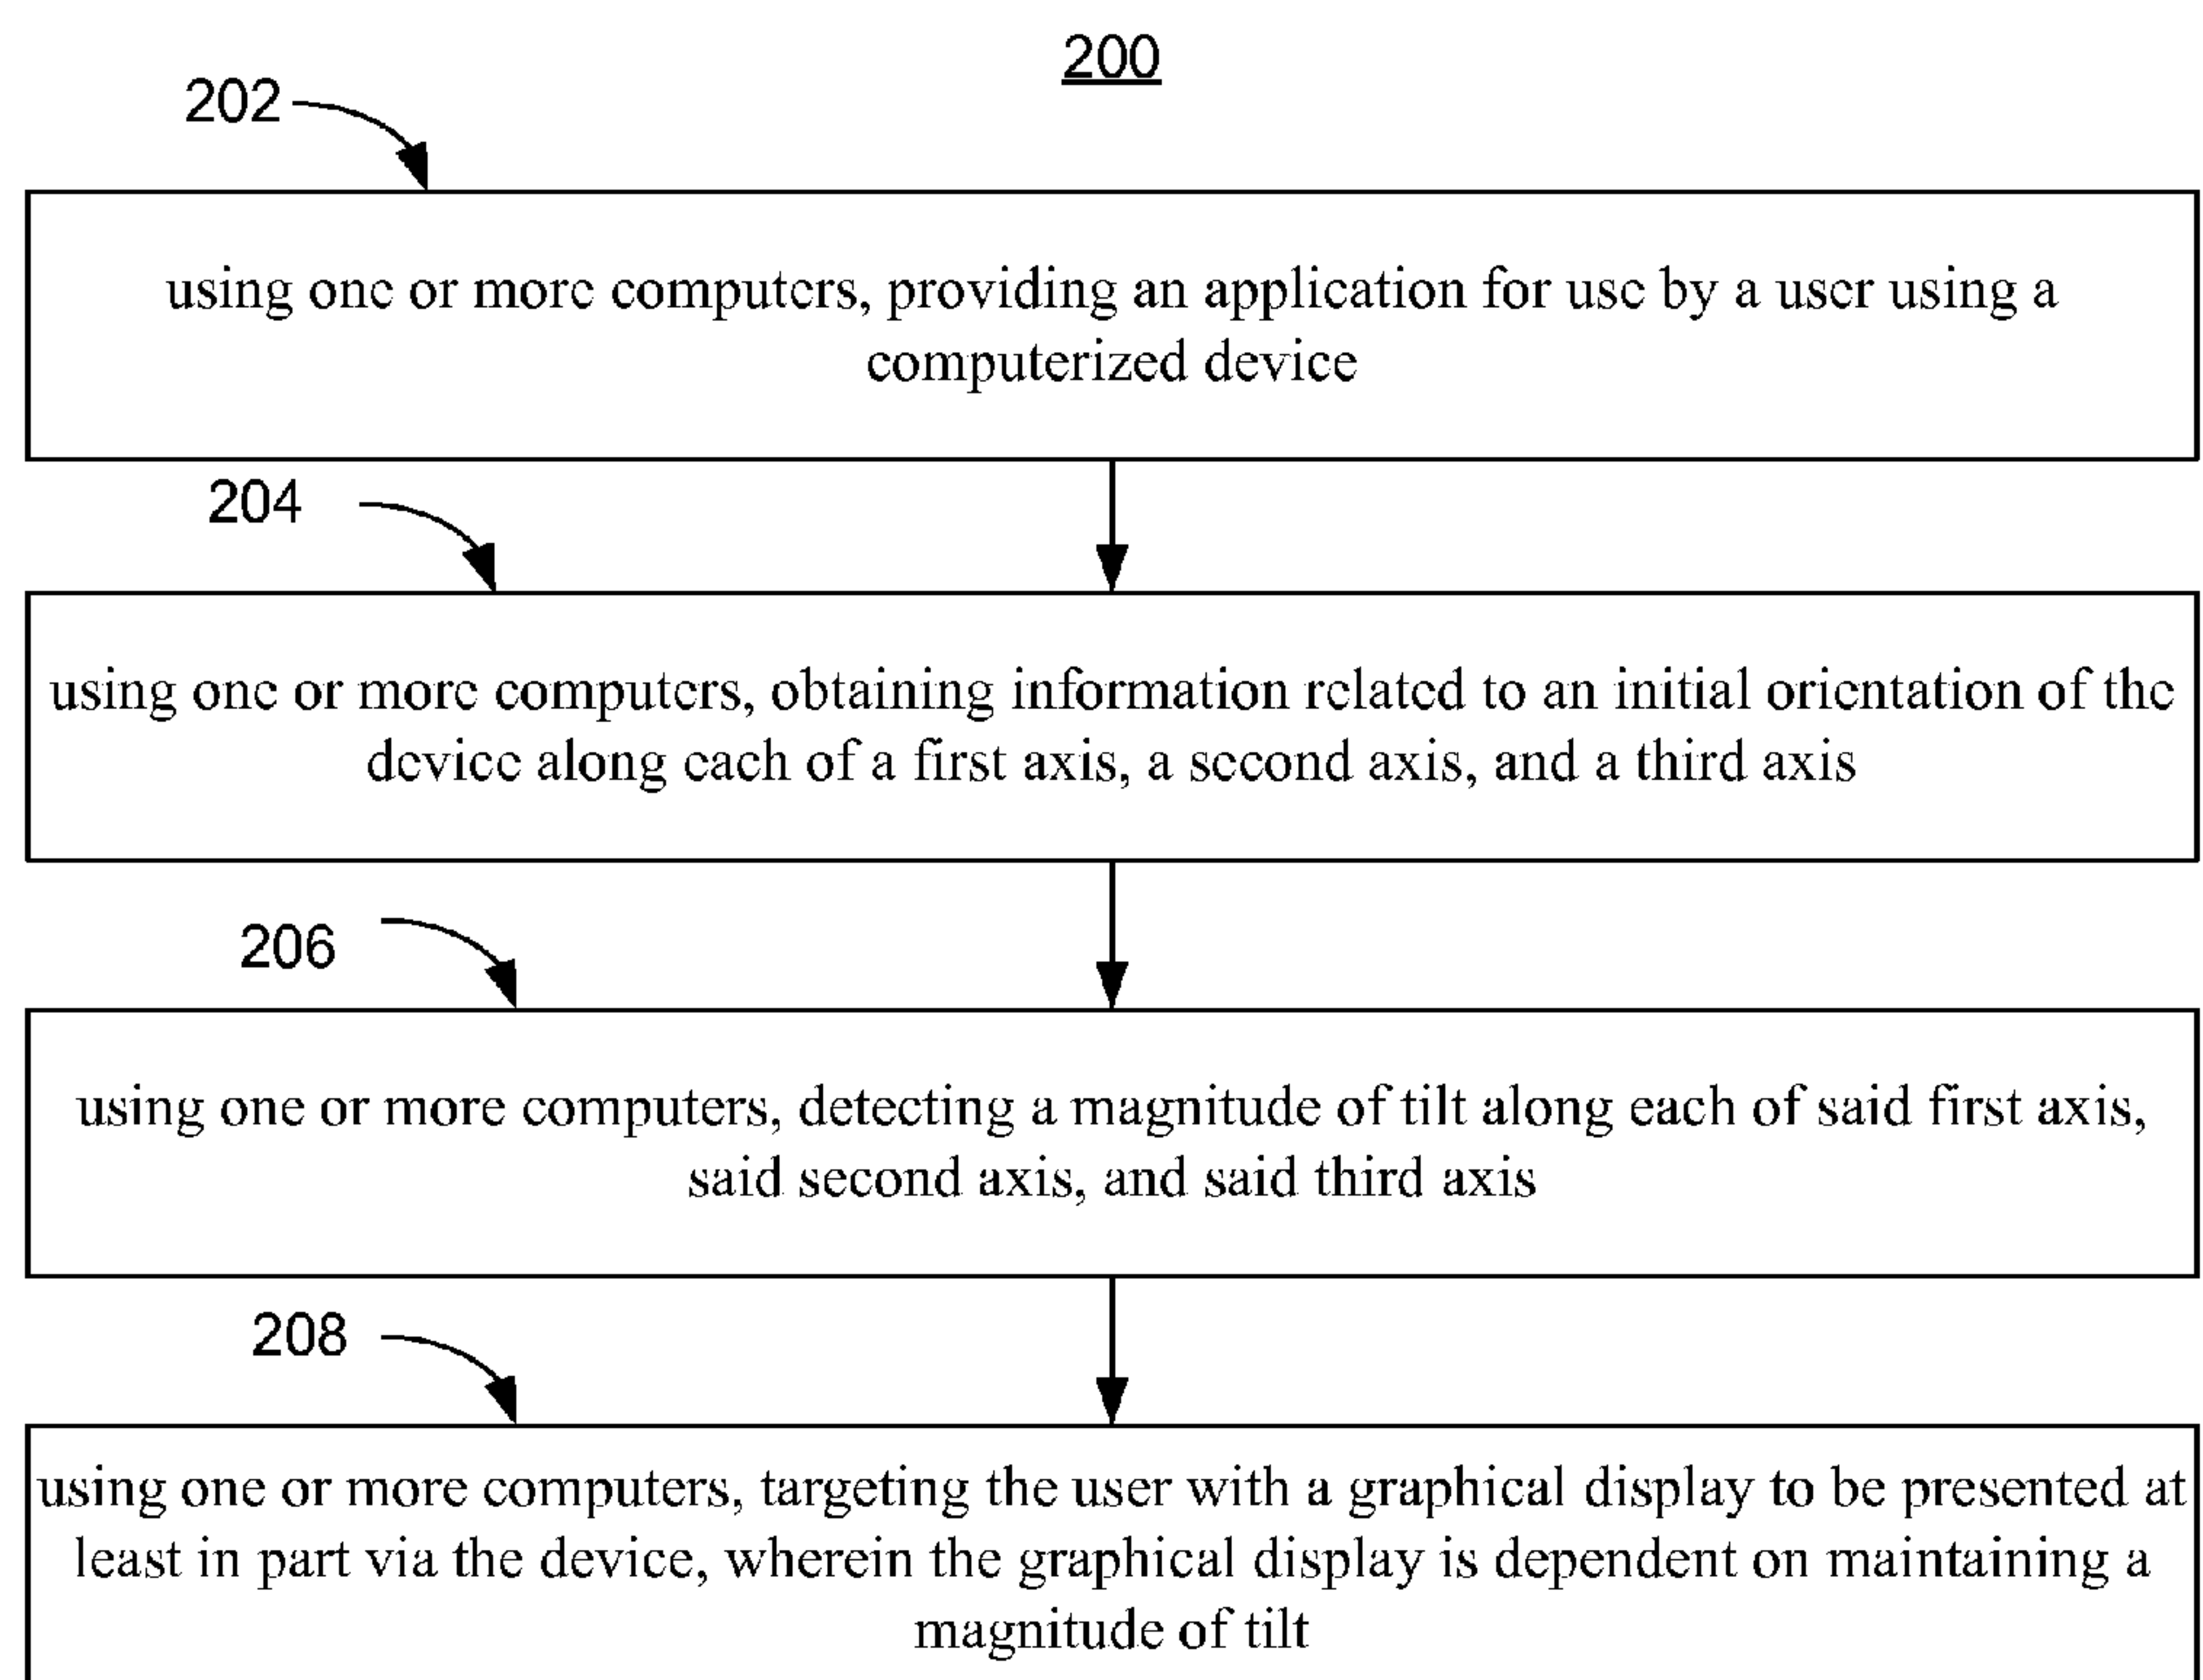 200
202
using one or more computers, providing an application for use by a user using a
computerized device
204
using one or more computers, obtaining information related to an initial orientation of the
device along each of a first axis, a second axis, and a third axis
206
using one or more computers, detecting a magnitude of tilt along each of said first axis,
said second axis, and said third axis
208
using one or more computers, targeting the user with a graphical display to be presented at
least in part via the device, wherein the graphical display is dependent on maintaining a
magnitude of tilt